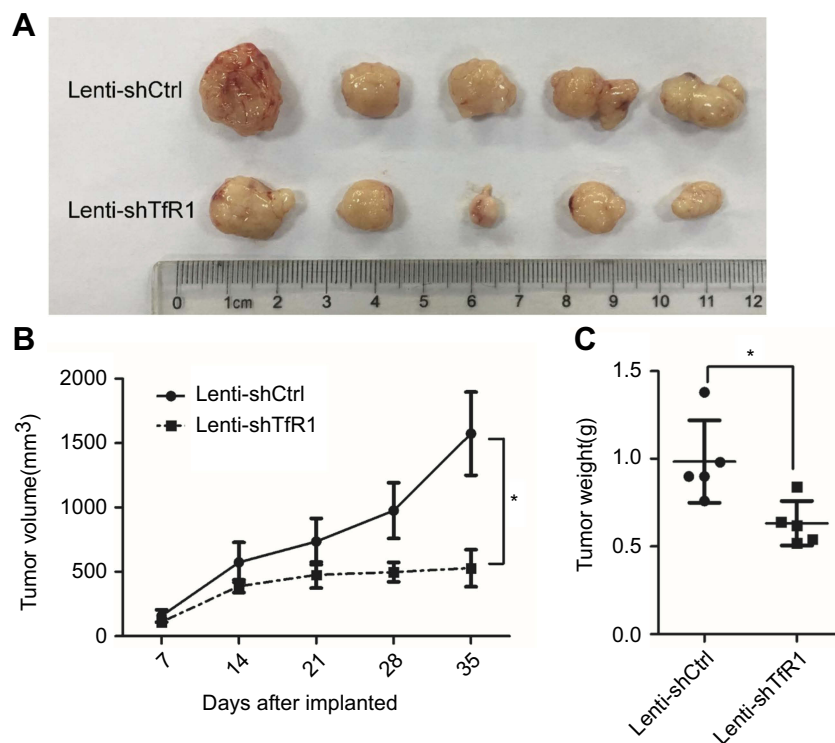 A
Lenti-shCtrl
Lenti-shTfR1
0 1cm 2 3 4 5 6 7 8 9 10 11 12
B
Tumor volume(mm3)
2000
1500
1000
500
0
Lenti-shCtrl
Lenti-shTfR1
*
7 14 21 28 35
Days after implanted
C
Tumor weight(g)
1.5
1.0
0.5
0.0
*
Lenti-shCtrl
Lenti-shTfR1